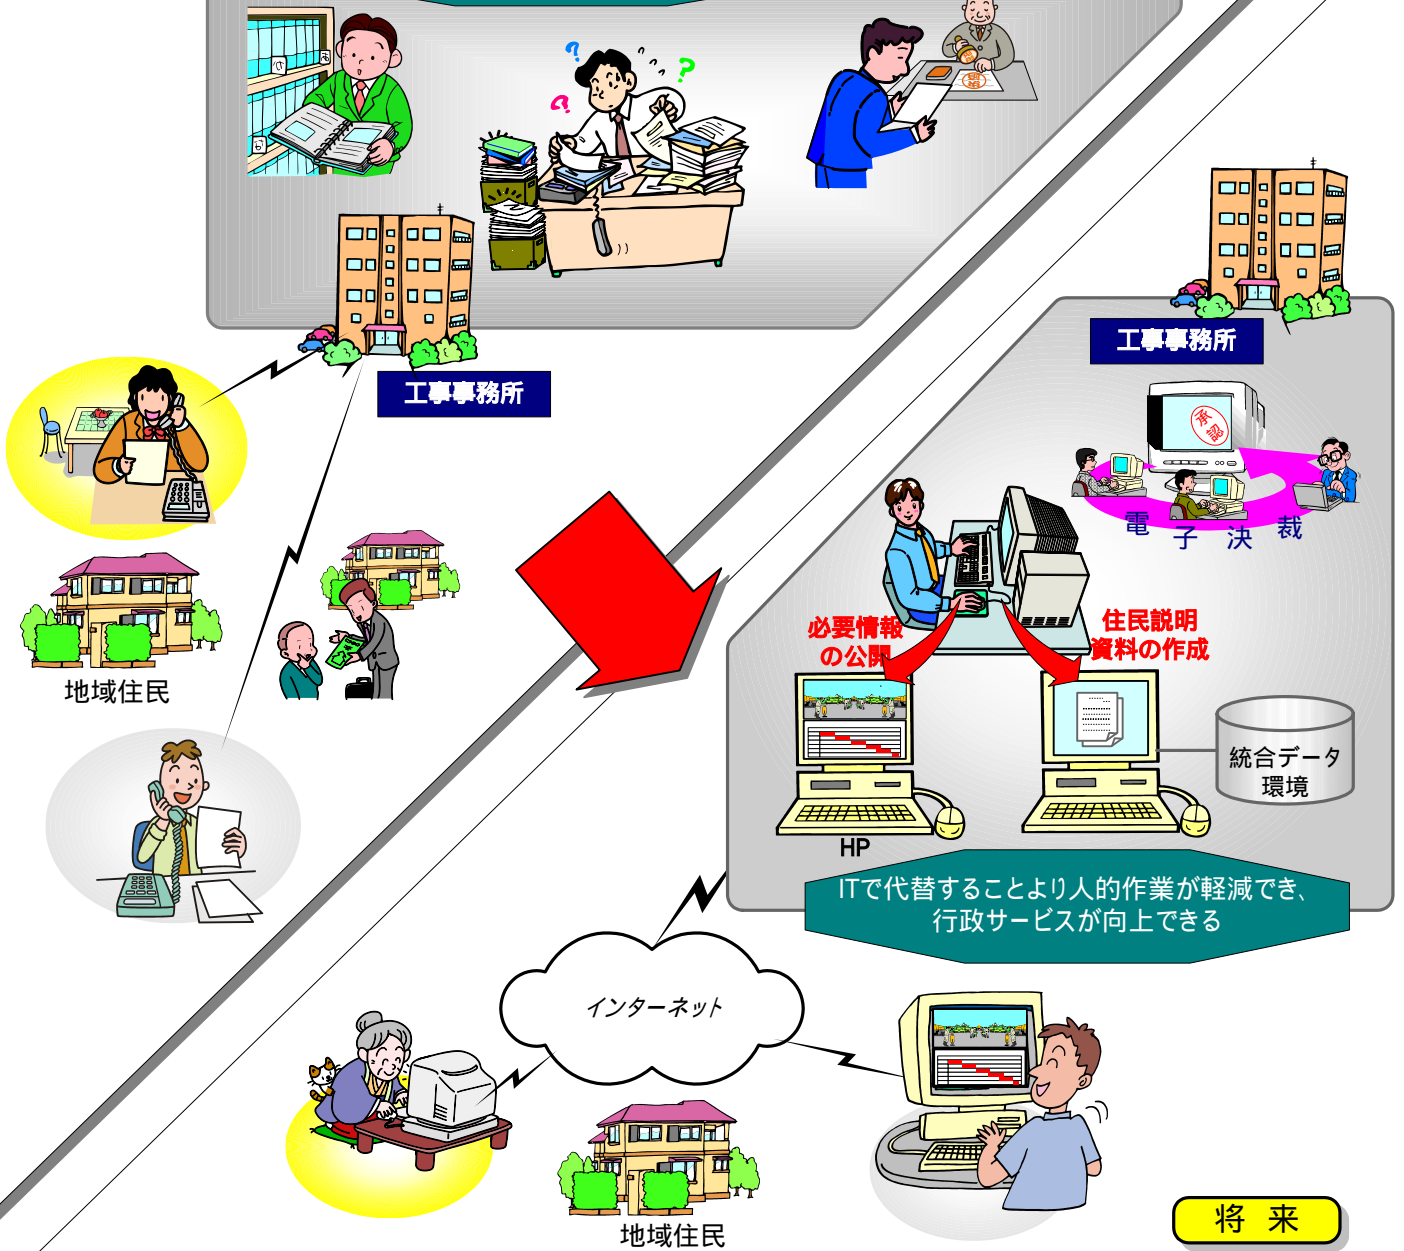 工事事務所
工事事務所
承認
電子決裁
必要情報
の公開
住民説明
資料の作成
地域住民
統合データ
環境
HP
ITで代替することより人的作業が軽減でき、
行政サービスが向上できる
インターネット
地域住民
将来